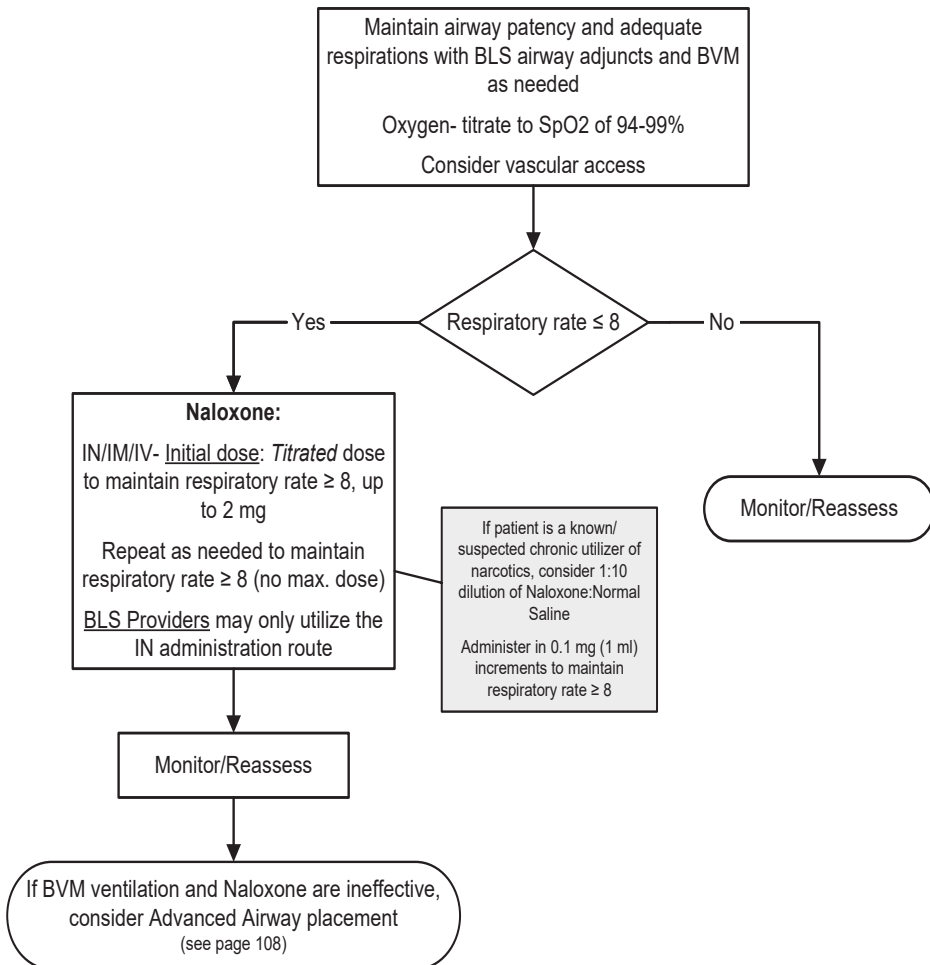 Maintain airway patency and adequate
respirations with BLS airway adjuncts and BVM
as needed
Oxygen- titrate to SpO2 of 94-99%
Consider vascular access
Respiratory rate ≤ 8
Yes
No
Naloxone:
IN/IM/IV- Initial dose: Titrated dose
to maintain respiratory rate ≥ 8, up
to 2 mg
Repeat as needed to maintain
respiratory rate ≥ 8 (no max. dose)
BLS Providers may only utilize the
IN administration route
If patient is a known/
suspected chronic utilizer of
narcotics, consider 1:10
dilution of Naloxone:Normal
Saline
Administer in 0.1 mg (1 ml)
increments to maintain
respiratory rate ≥ 8
Monitor/Reassess
Monitor/Reassess
If BVM ventilation and Naloxone are ineffective,
consider Advanced Airway placement
(see page 108)